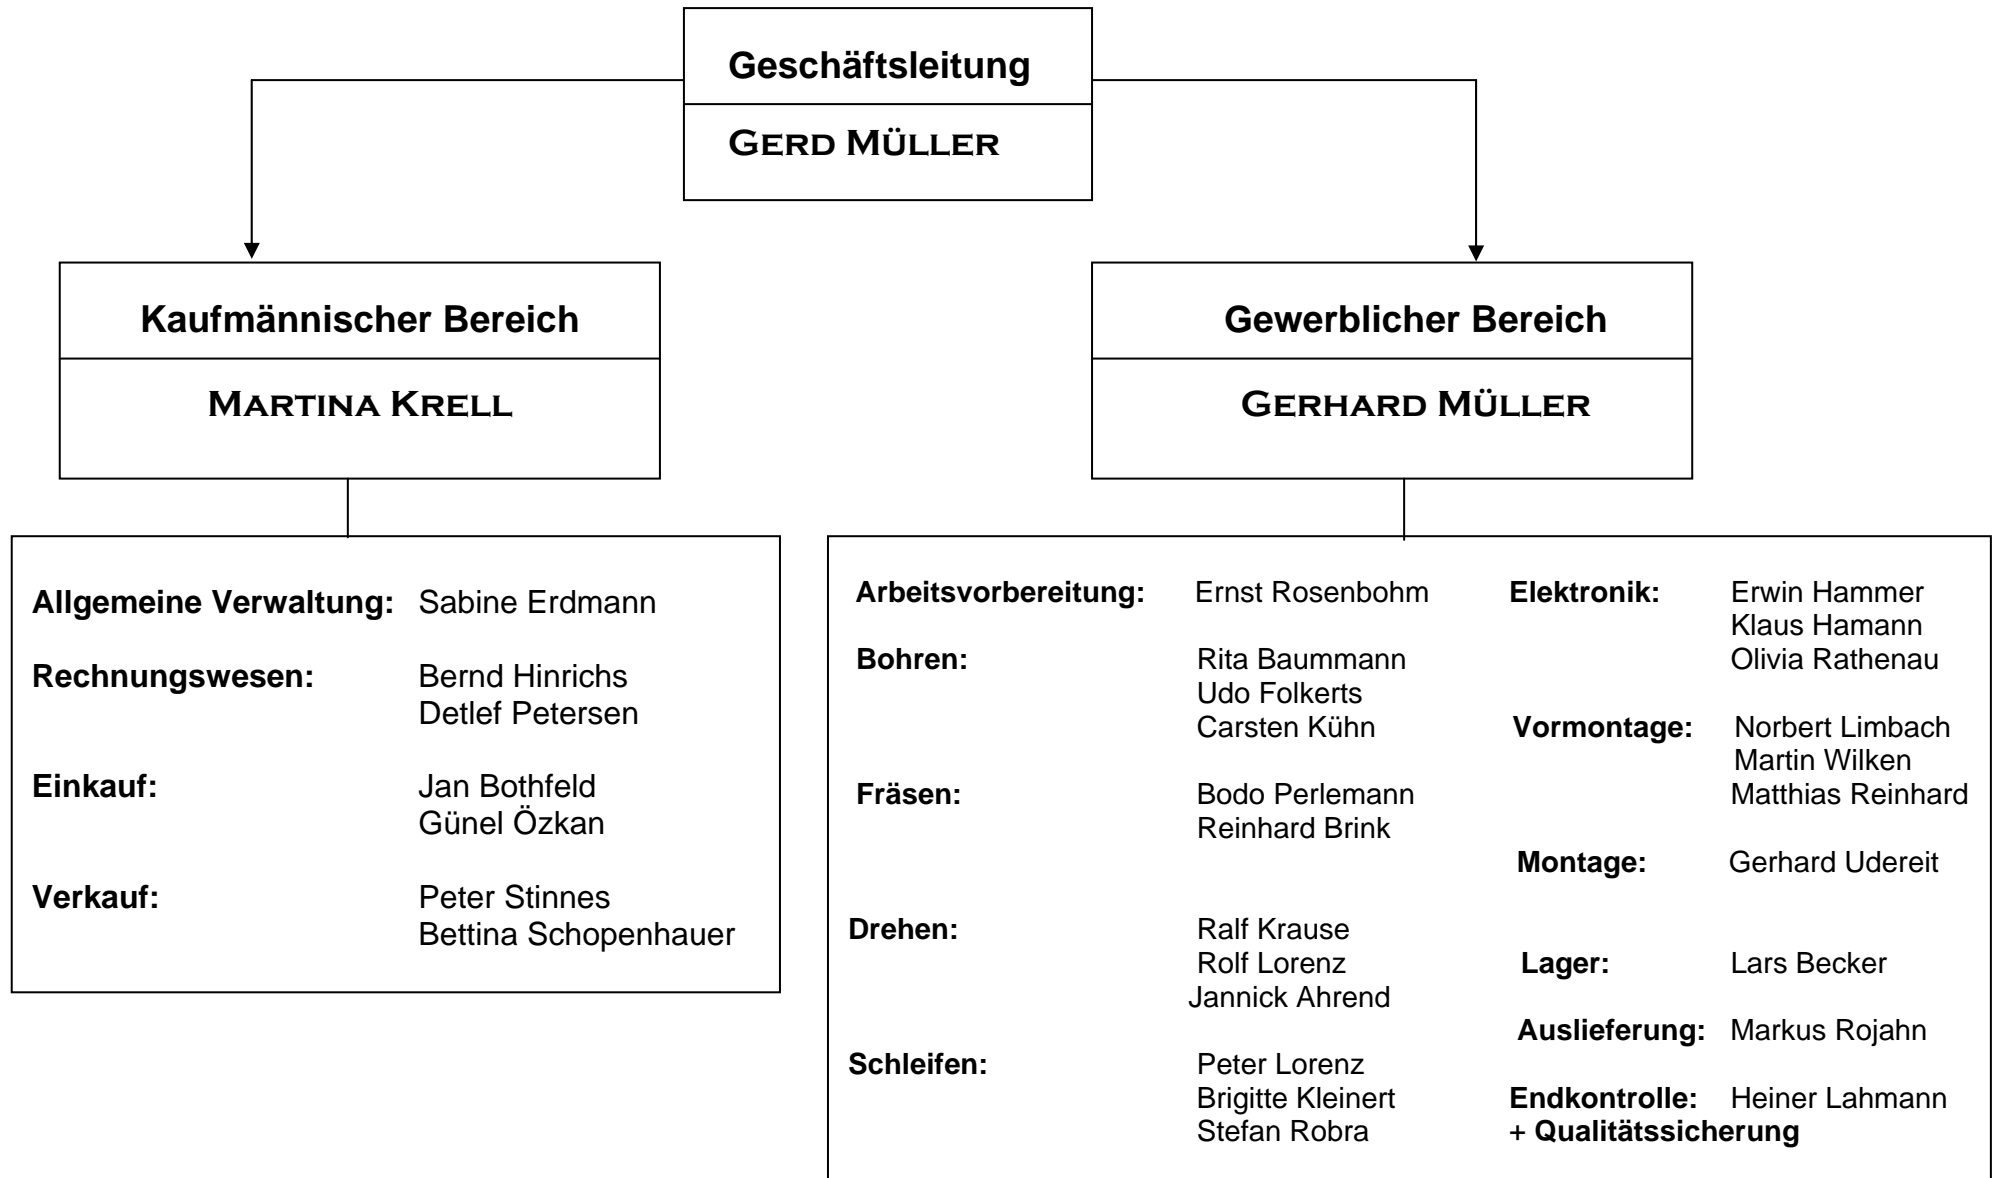 Geschäftsleitung
GERD MÜLLER
Kaufmännischer Bereich
MARTINA KRELL
Gewerblicher Bereich
GERHARD MÜLLER
Allgemeine Verwaltung: Sabine Erdmann
Rechnungswesen: Bernd Hinrichs
Detlef Petersen
Einkauf: Jan Bothfeld
Günel Özkan
Verkauf: Peter Stinnes
Bettina Schopenhauer
Arbeitsvorbereitung: Ernst Rosenbohm
Bohren: Rita Baummann
Udo Folkerts
Carsten Kühn
Fräsen: Bodo Perlemann
Reinhard Brink
Drehen: Ralf Krause
Rolf Lorenz
Jannick Ahrend
Schleifen: Peter Lorenz
Brigitte Kleinert
Stefan Robra
Elektronik: Erwin Hammer
Klaus Hamann
Olivia Rathenau
Vormontage: Norbert Limbach
Martin Wilken
Matthias Reinhard
Montage: Gerhard Udereit
Lager: Lars Becker
Auslieferung: Markus Rojahn
Endkontrolle: Heiner Lahmann
+ Qualitätssicherung